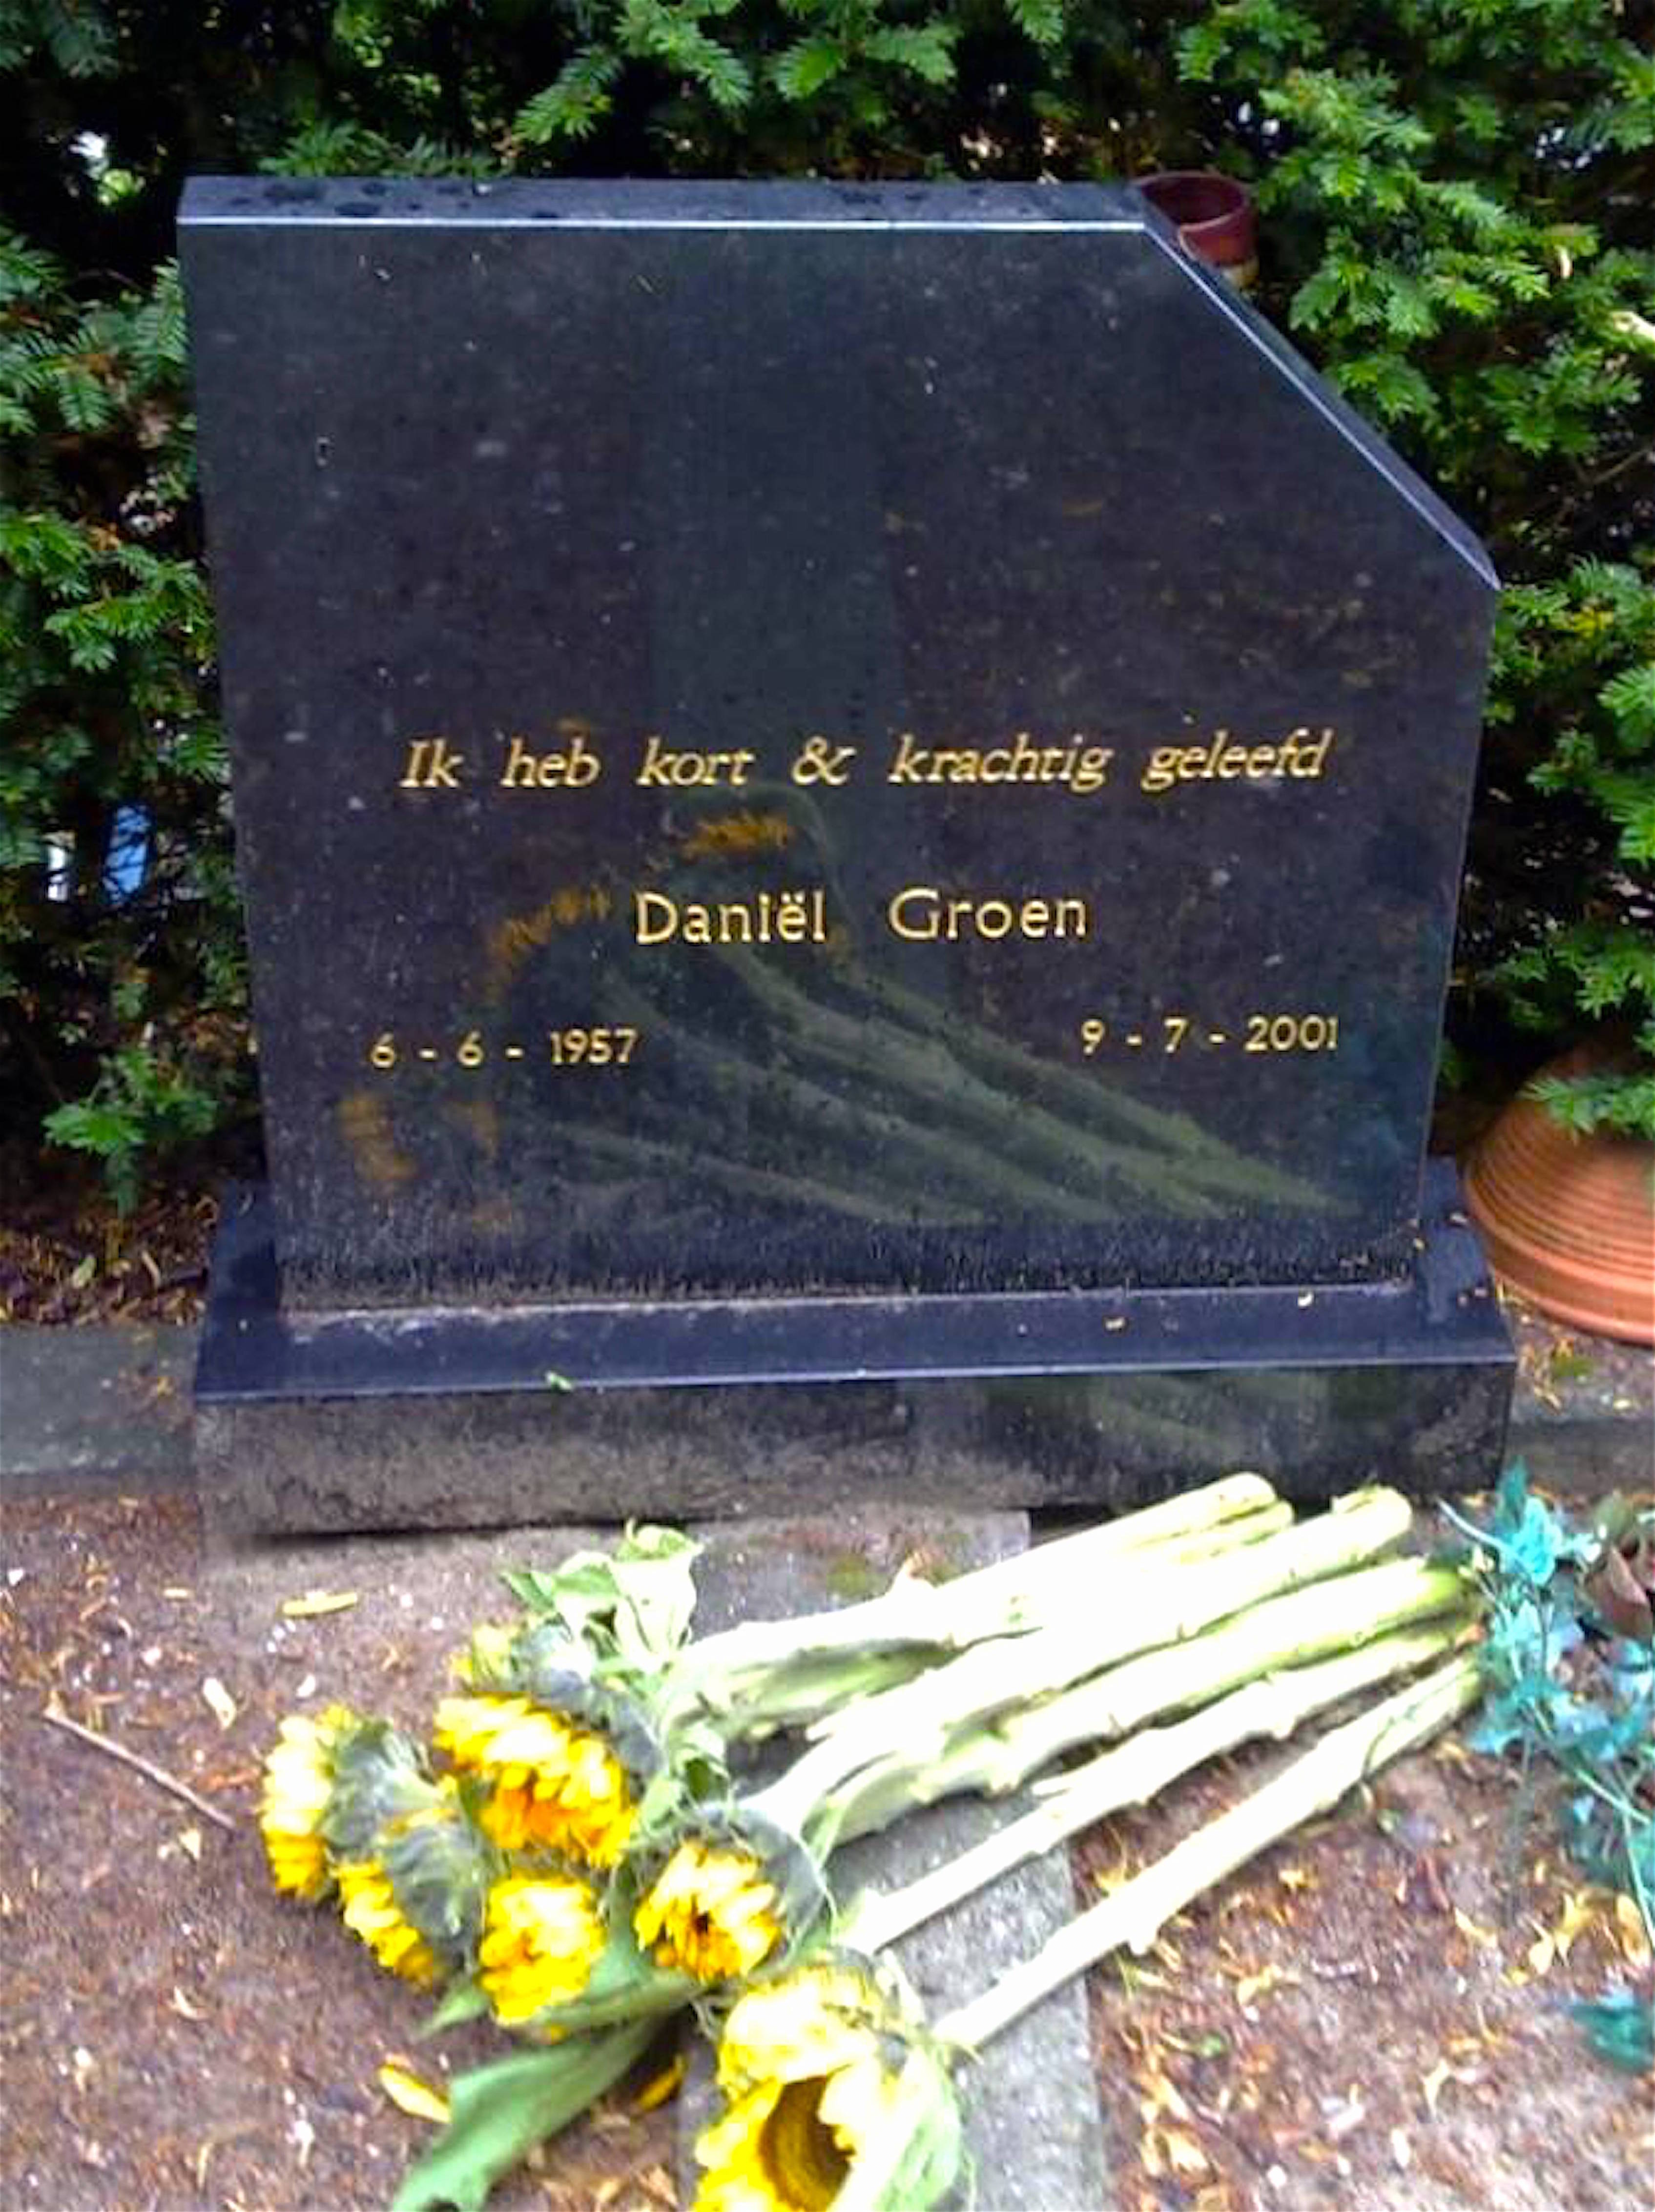 Ik heb kort & krachtig geleefd
Daniël Groen
6 - 6 - 1957 9 - 7 - 2001